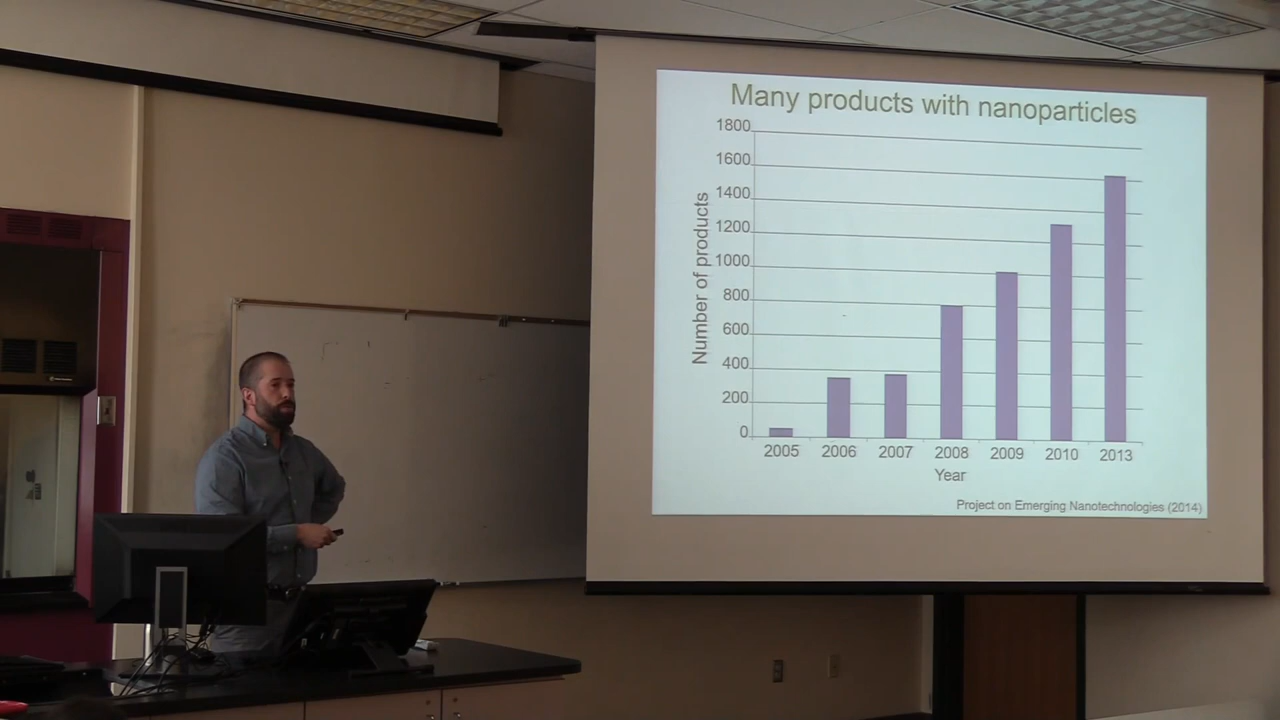 Many products with nanoparticles
1800
1600
1400
1200
1000
800
600
400
200
0
Number of products
2005 2006 2007 2008 2009 2010 2013
Year
Project on Emerging Nanotechnologies (2014)